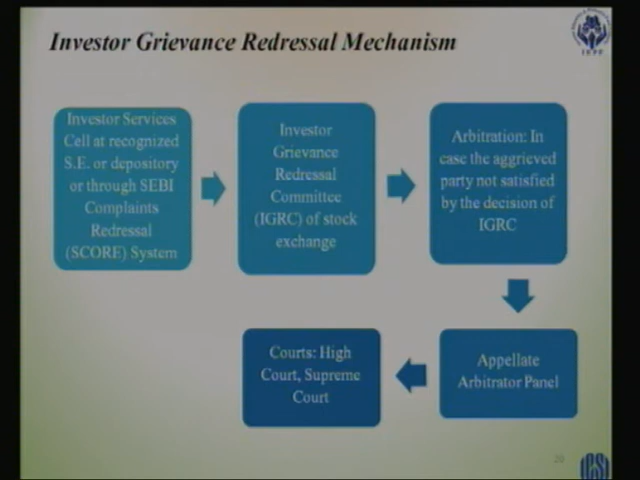 Investor Grievance Redressal Mechanism
IEPF
Investor Services
Cell at recognized
S.E. or depository
or through SEBI
Complaints
Redressal
(SCORE) System
Investor
Grievance
Redressal
Committee
(IGRC) of stock
exchange
Arbitration: In
case the aggrieved
party not satisfied
by the decision of
IGRC
Appellate
Arbitrator Panel
Courts: High
Court, Supreme
Court